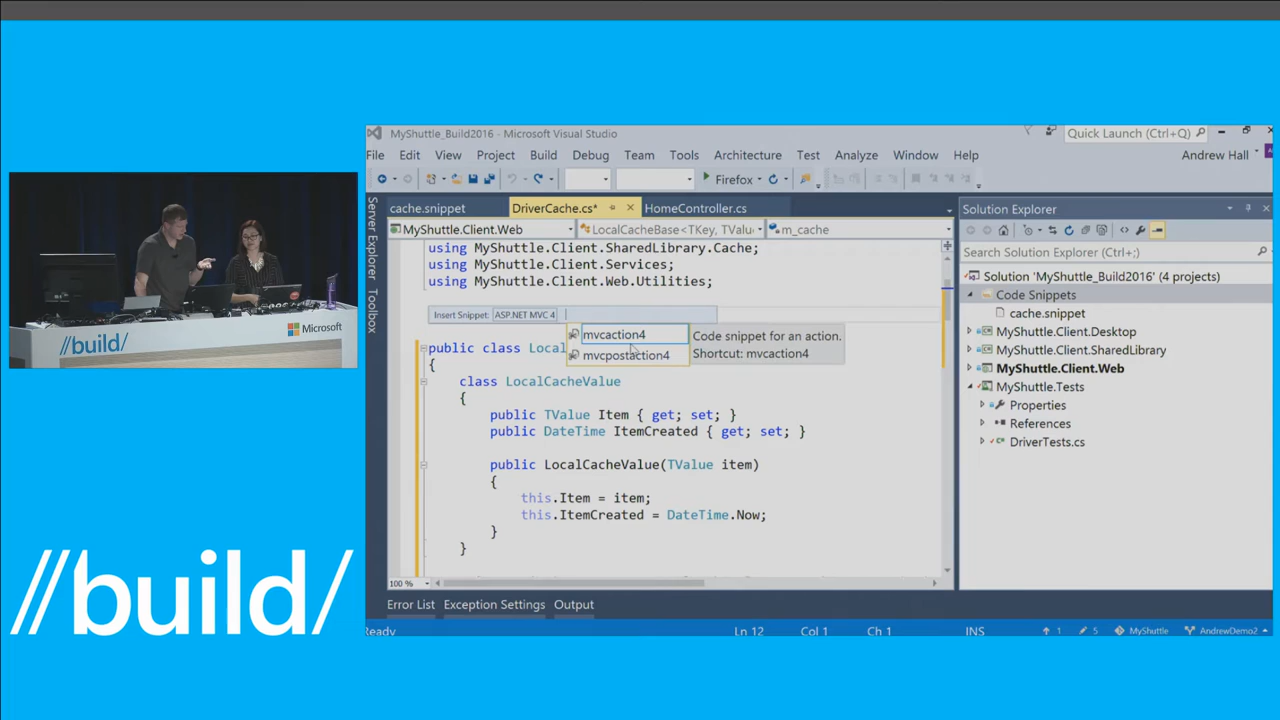 MyShuttle_Build2016 - Microsoft Visual Studio
Quick Launch (Ctrl+Q)
File Edit View Project Build Debug Team Tools Architecture Test Analyze Window Help
Andrew Hall
Firefox
cache.snippet DriverCache.cs* HomeController.cs
MyShuttle.Client.Web LocalCacheBase<TKey, TValu m_cache
Server Explorer Toolbox
using MyShuttle.Client.SharedLibrary.Cache;
using MyShuttle.Client.Services;
using MyShuttle.Client.Web.Utilities;
Insert Snippet: ASP.NET MVC 4
mvcaction4
mvcpostaction4
Code snippet for an action.
Shortcut: mvcaction4
public class Local
{
class LocalCacheValue
{
public TValue Item { get; set; }
public DateTime ItemCreated { get; set; }
public LocalCacheValue(TValue item)
{
this.Item = item;
this.ItemCreated = DateTime.Now;
}
}
100 %
Error List Exception Settings Output
Ready Ln 12 Col 1 Ch 1 INS 1 5 MyShuttle AndrewDemo2
Solution Explorer
Search Solution Explorer (Ctrl+;)
Solution 'MyShuttle_Build2016' (4 projects)
Code Snippets
cache.snippet
MyShuttle.Client.Desktop
MyShuttle.Client.SharedLibrary
MyShuttle.Client.Web
MyShuttle.Tests
Properties
References
DriverTests.cs
//build/
Microsoft
//build/